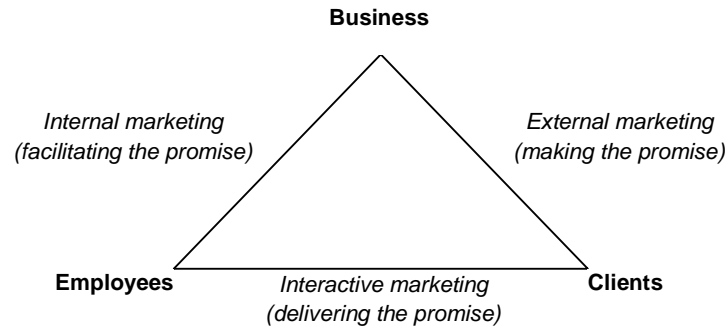 Business
Internal marketing
(facilitating the promise)
External marketing
(making the promise)
Employees
Interactive marketing
(delivering the promise)
Clients